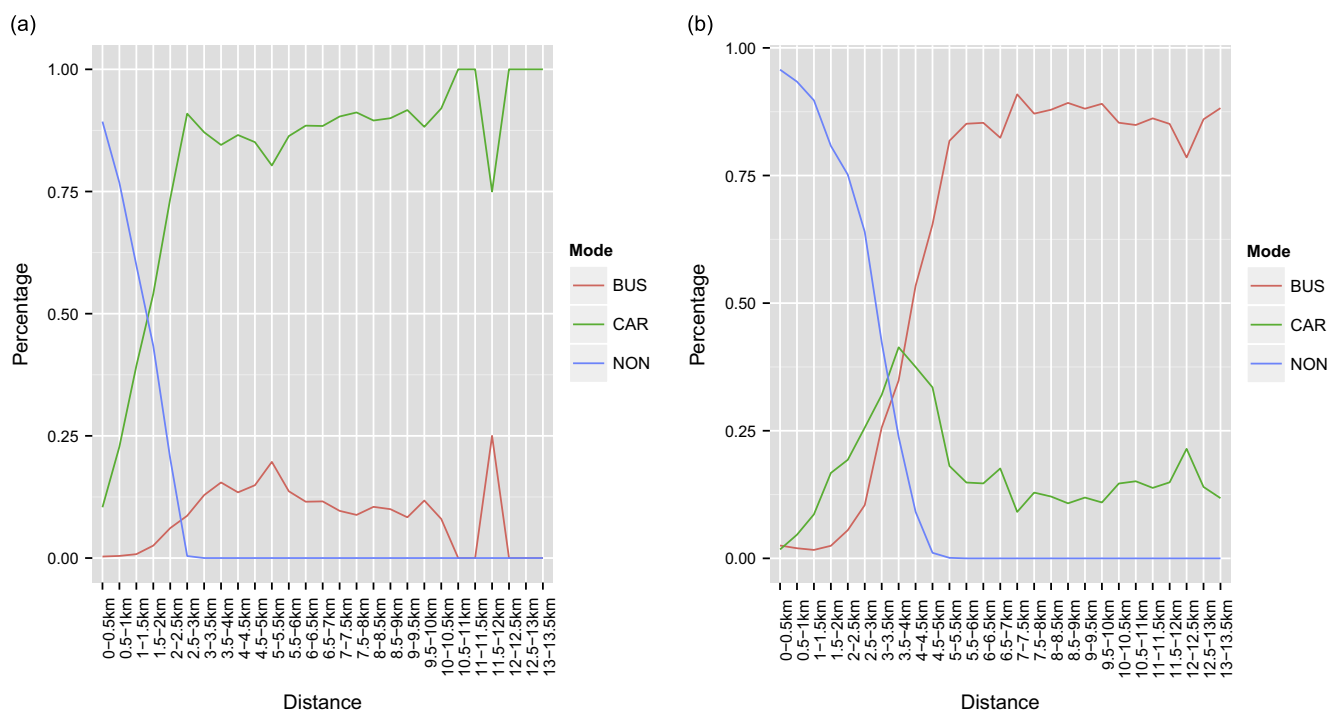 (a)
1.00
0.75
0.50
0.25
0.00
Percentage
0−0.5km
0.5−1km
1−1.5km
1.5−2km
2−2.5km
2.5−3km
3−3.5km
3.5−4km
4−4.5km
4.5−5km
5−5.5km
5.5−6km
6−6.5km
6.5−7km
7−7.5km
7.5−8km
8−8.5km
8.5−9km
9−9.5km
9.5−10km
10−10.5km
10.5−11km
11−11.5km
11.5−12km
12−12.5km
12.5−13km
13−13.5km
Distance
Mode
BUS
CAR
NON
(b)
1.00
0.75
0.50
0.25
0.00
Percentage
0−0.5km
0.5−1km
1−1.5km
1.5−2km
2−2.5km
2.5−3km
3−3.5km
3.5−4km
4−4.5km
4.5−5km
5−5.5km
5.5−6km
6−6.5km
6.5−7km
7−7.5km
7.5−8km
8−8.5km
8.5−9km
9−9.5km
9.5−10km
10−10.5km
10.5−11km
11−11.5km
11.5−12km
12−12.5km
12.5−13km
13−13.5km
Distance
Mode
BUS
CAR
NON